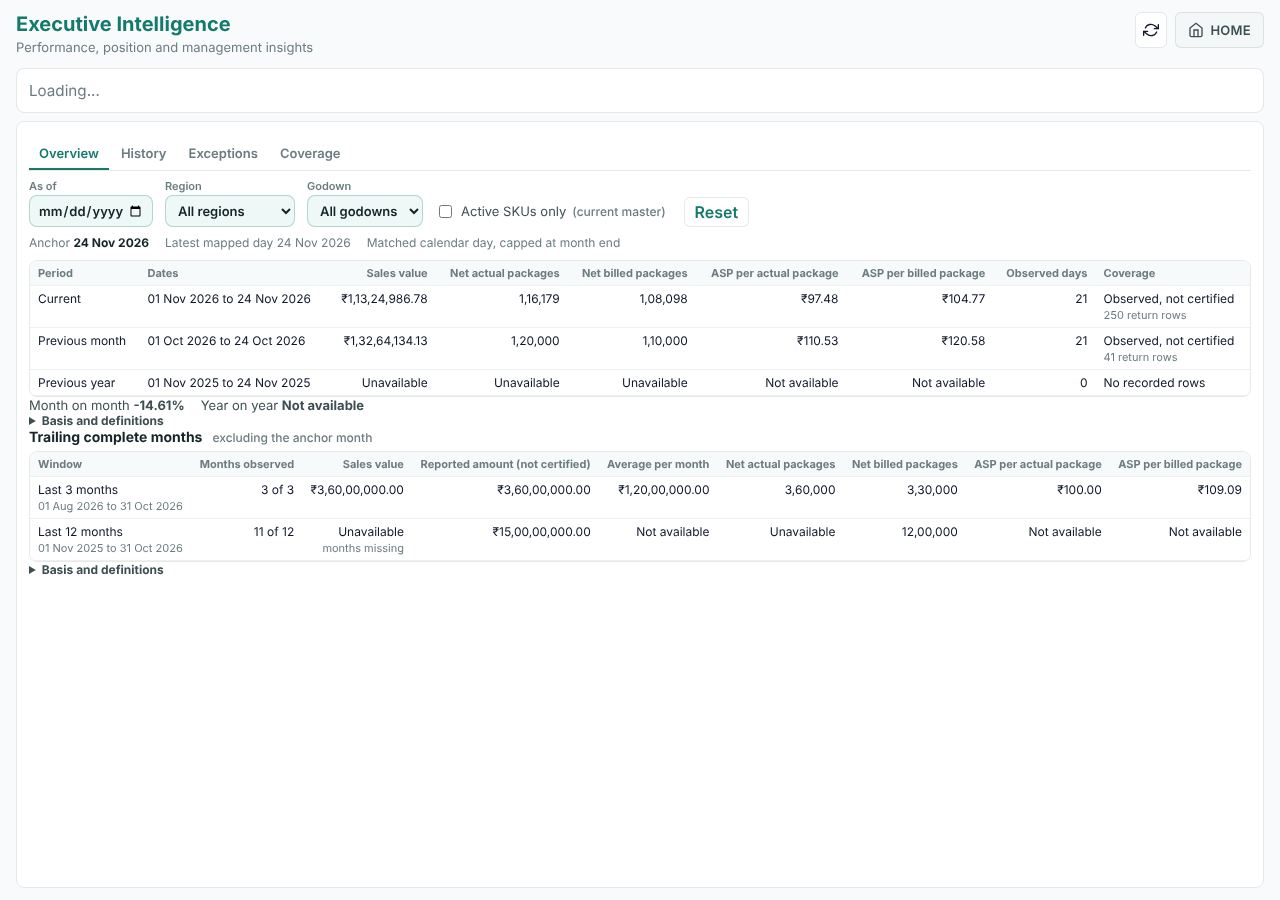 Executive Intelligence
Performance, position and management insights
HOME
Loading...
Overview History Exceptions Coverage
As of Region Godown
mm/dd/yyyy All regions All godowns Active SKUs only (current master) Reset
Anchor 24 Nov 2026 Latest mapped day 24 Nov 2026 Matched calendar day, capped at month end
Period Dates Sales value Net actual packages Net billed packages ASP per actual package ASP per billed package Observed days Coverage
Current 01 Nov 2026 to 24 Nov 2026 ₹1,13,24,986.78 1,16,179 1,08,098 ₹97.48 ₹104.77 21 Observed, not certified
250 return rows
Previous month 01 Oct 2026 to 24 Oct 2026 ₹1,32,64,134.13 1,20,000 1,10,000 ₹110.53 ₹120.58 21 Observed, not certified
41 return rows
Previous year 01 Nov 2025 to 24 Nov 2025 Unavailable Unavailable Unavailable Not available Not available 0 No recorded rows
Month on month -14.61% Year on year Not available
Basis and definitions
Trailing complete months excluding the anchor month
Window Months observed Sales value Reported amount (not certified) Average per month Net actual packages Net billed packages ASP per actual package ASP per billed package
Last 3 months 3 of 3 ₹3,60,00,000.00 ₹3,60,00,000.00 ₹1,20,00,000.00 3,60,000 3,30,000 ₹100.00 ₹109.09
01 Aug 2026 to 31 Oct 2026
Last 12 months 11 of 12 Unavailable ₹15,00,00,000.00 Not available Unavailable 12,00,000 Not available Not available
01 Nov 2025 to 31 Oct 2026 months missing
Basis and definitions